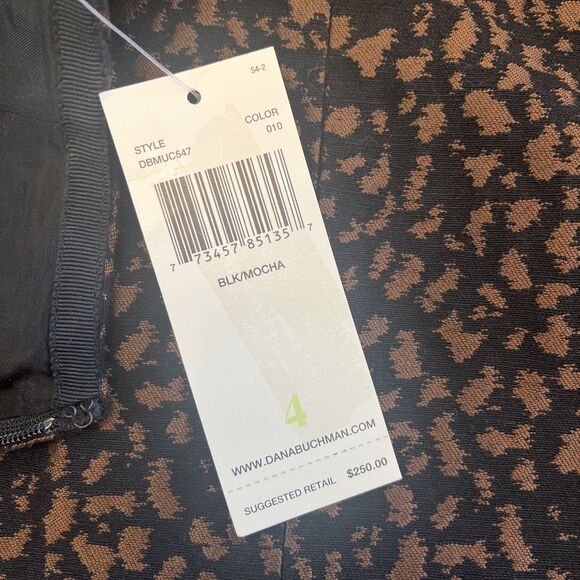 54-2
STYLE COLOR
DBMUC547 010
7 73457 85135 7
BLK/MOCHA
4
WWW.DANABUCHMAN.COM
SUGGESTED RETAIL $250.00